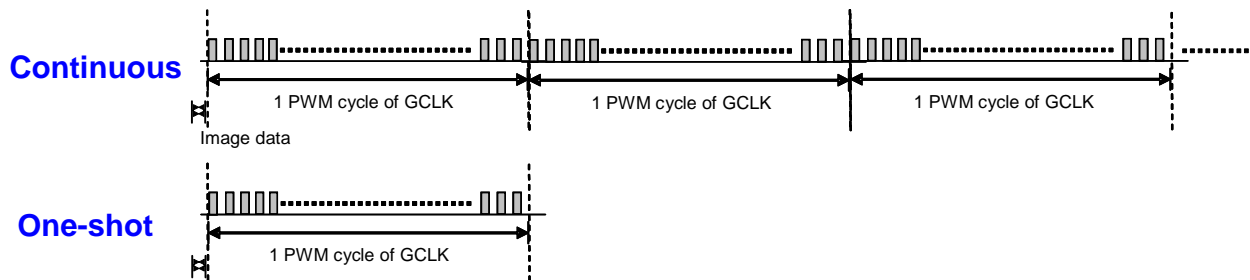 Continuous
1 PWM cycle of GCLK
1 PWM cycle of GCLK
1 PWM cycle of GCLK
Image data
One-shot
1 PWM cycle of GCLK